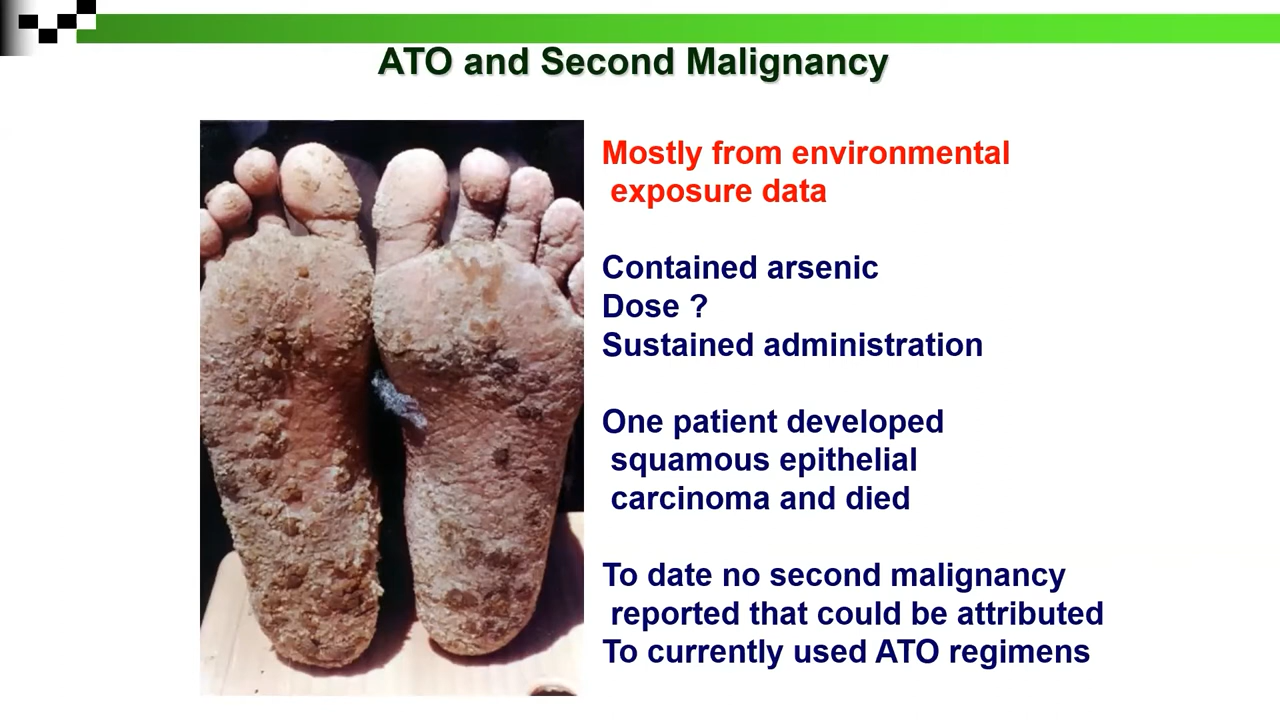 ATO and Second Malignancy
Mostly from environmental
exposure data
Contained arsenic
Dose ?
Sustained administration
One patient developed
squamous epithelial
carcinoma and died
To date no second malignancy
reported that could be attributed
To currently used ATO regimens